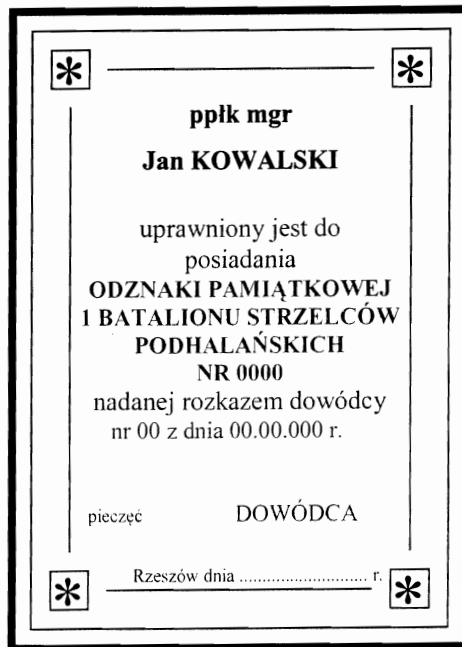 ppłk mgr
Jan KOWALSKI
uprawniony jest do
posiadania
ODZNAKI PAMIĄTKOWEJ
1 BATALIONU STRZELCÓW
PODHALAŃSKICH
NR 0000
nadanej rozkazem dowódcy
nr 00 z dnia 00.00.000 r.
pieczęć DOWÓDCA
Rzeszów dnia ............................ r.